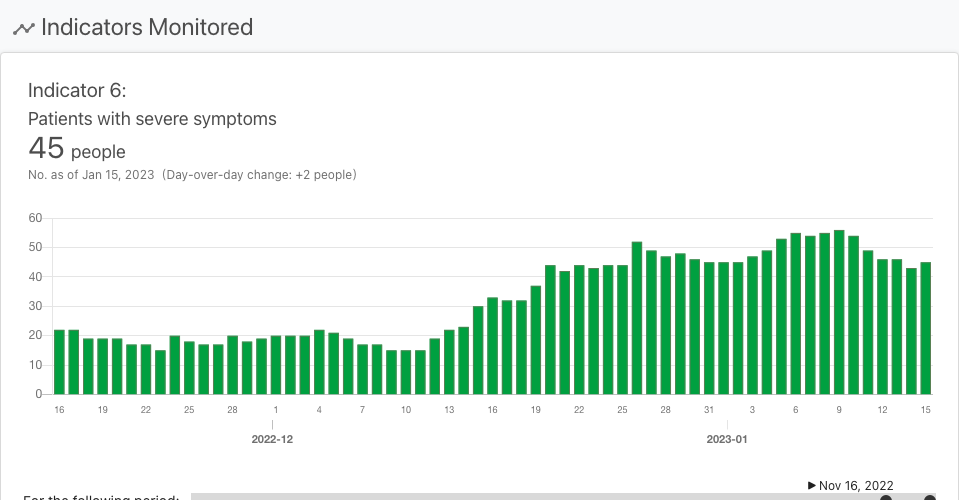 Indicators Monitored
Indicator 6:
Patients with severe symptoms
45 people
No. as of Jan 15, 2023 (Day-over-day change: +2 people)
60
50
40
30
20
10
0
16 19 22 25 28 1 4 7 10 13 16 19 22 25 28 31 3 6 9 12 15
2022-12 2023-01
▶ Nov 16, 2022
For the following period: